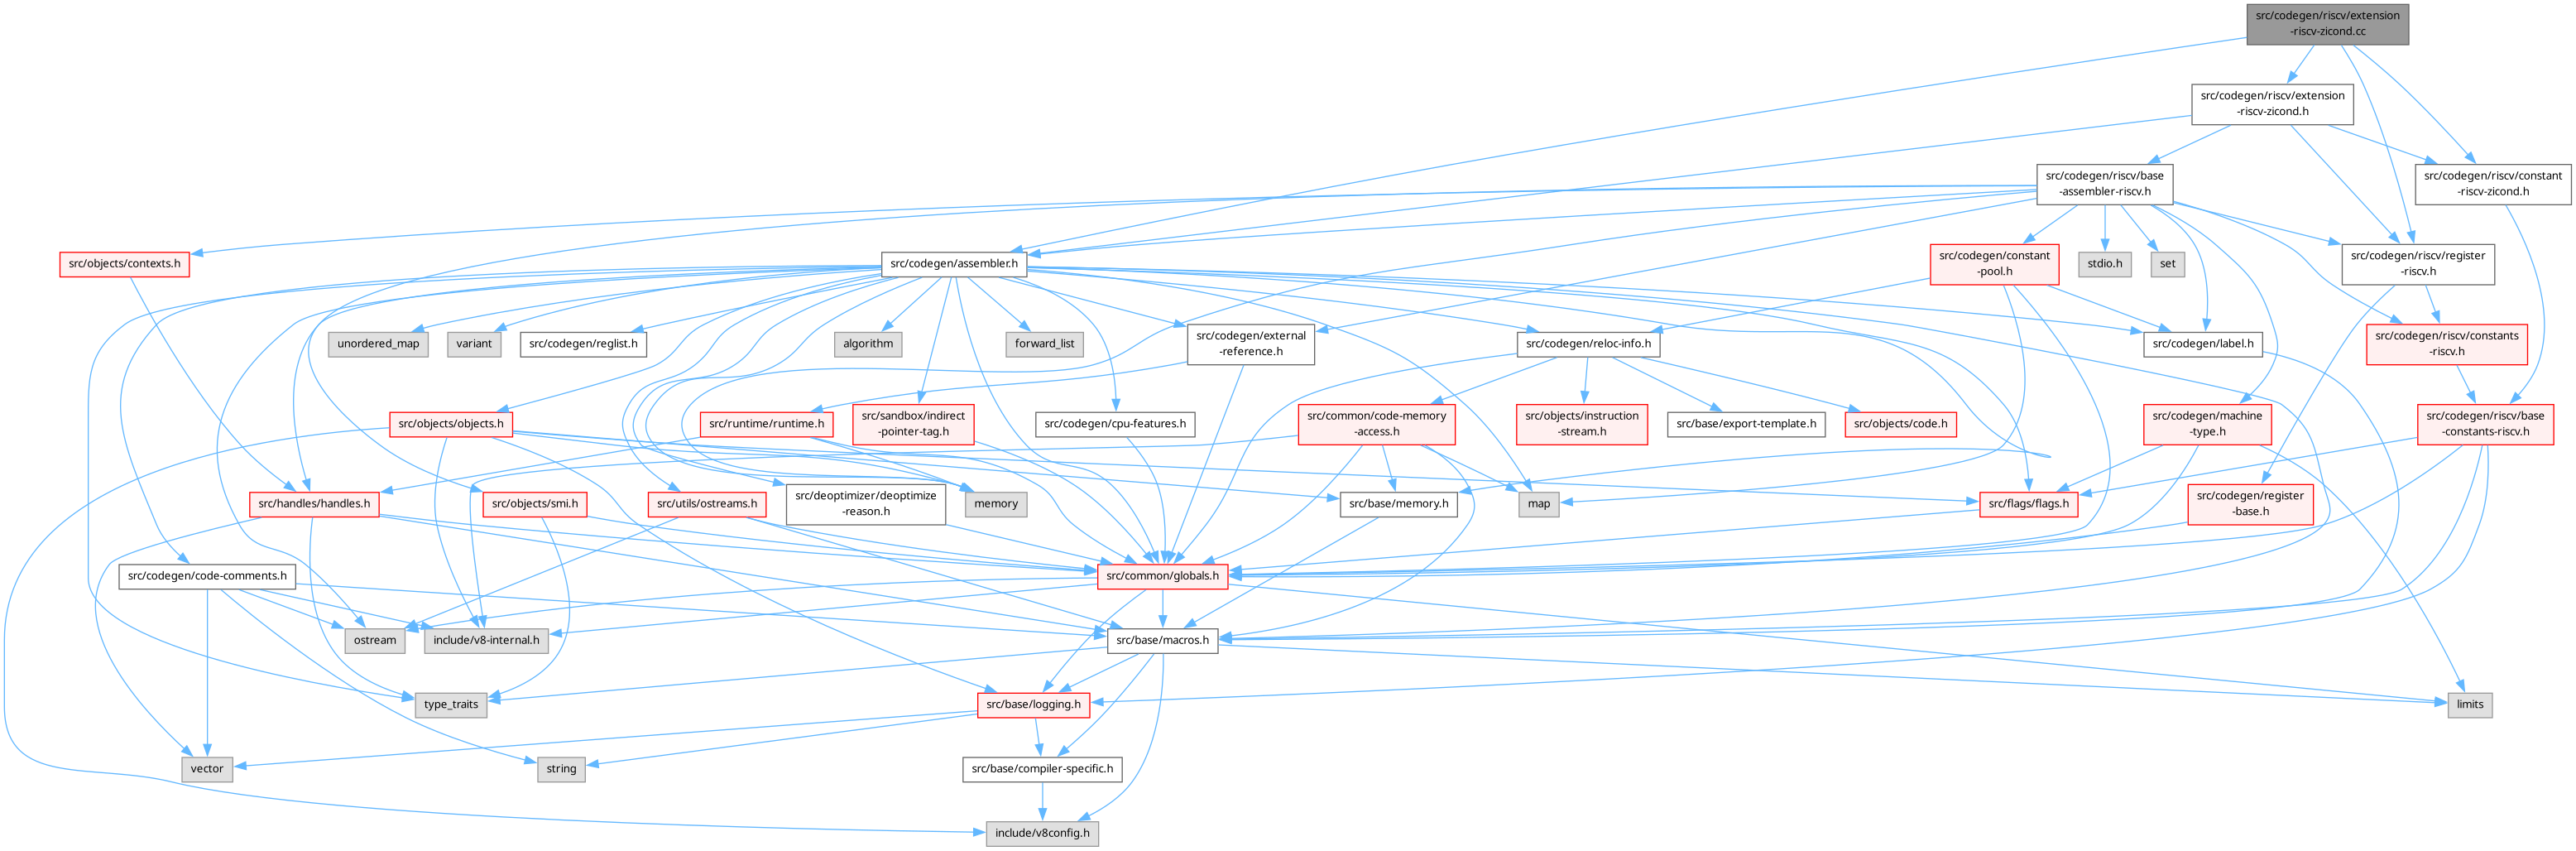 src/codegen/riscv/extension
-riscv-zicond.cc
src/codegen/riscv/extension
-riscv-zicond.h
src/codegen/riscv/base
-assembler-riscv.h
src/codegen/riscv/constant
-riscv-zicond.h
src/objects/contexts.h
src/codegen/assembler.h
src/codegen/constant
-pool.h
stdio.h
set
src/codegen/riscv/register
-riscv.h
unordered_map
variant
src/codegen/reglist.h
algorithm
forward_list
src/codegen/external
-reference.h
src/codegen/reloc-info.h
src/codegen/label.h
src/codegen/riscv/constants
-riscv.h
src/objects/objects.h
src/runtime/runtime.h
src/sandbox/indirect
-pointer-tag.h
src/codegen/cpu-features.h
src/common/code-memory
-access.h
src/objects/instruction
-stream.h
src/base/export-template.h
src/objects/code.h
src/codegen/machine
-type.h
src/codegen/riscv/base
-constants-riscv.h
src/handles/handles.h
src/objects/smi.h
src/utils/ostreams.h
src/deoptimizer/deoptimize
-reason.h
memory
src/base/memory.h
map
src/flags/flags.h
src/codegen/register
-base.h
src/codegen/code-comments.h
src/common/globals.h
ostream
include/v8-internal.h
src/base/macros.h
type_traits
src/base/logging.h
limits
vector
string
src/base/compiler-specific.h
include/v8config.h